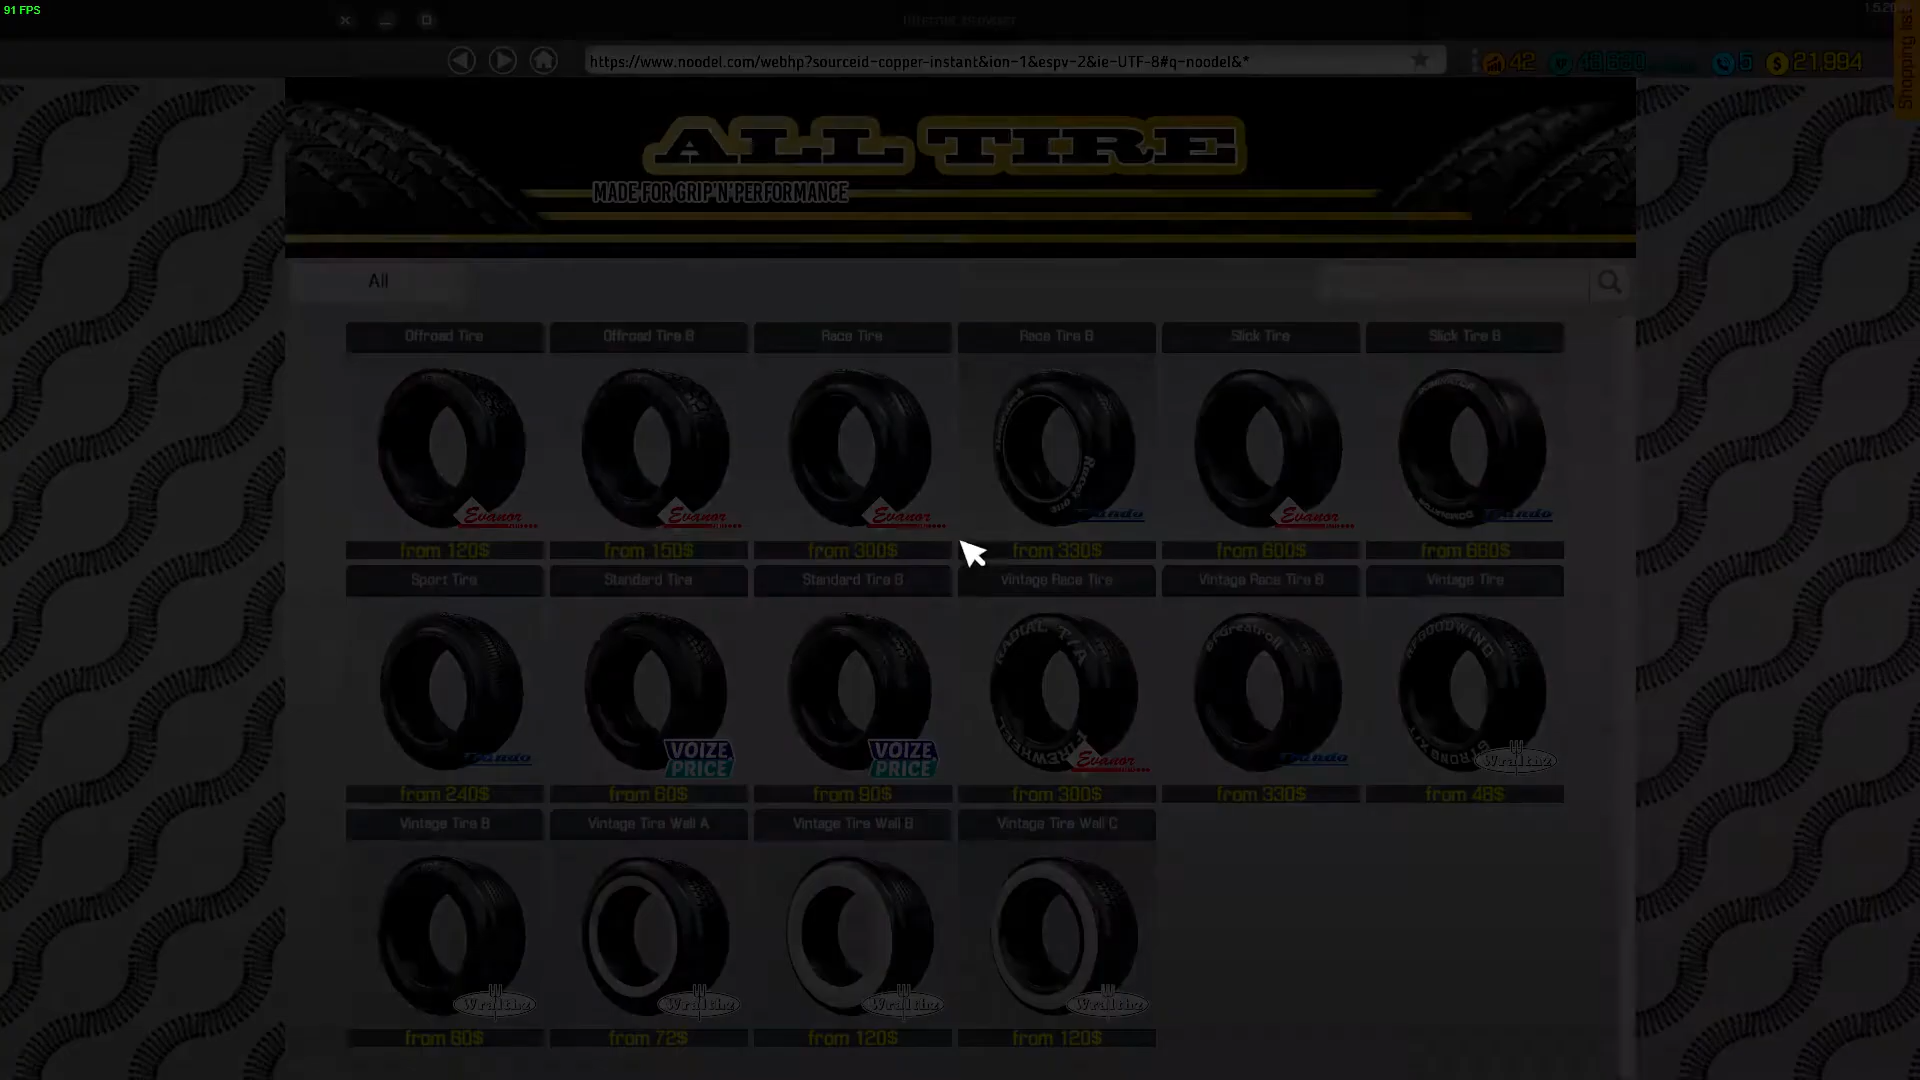 91 FPS
https://www.noodel.com/webhp?sourceid-copper-instant&ion-1&espv-2&ie-UTF-8#q-noodel&*
42
5
21,994
Shopping list
ALL TIRE
MADE FOR GRIP'N'PERFORMANCE
All
Offroad Tire
Offroad Tire B
Race Tire
Race Tire B
Slick Tire
Slick Tire B
Evanor
Evanor
Evanor
Evanor
from 120$
from 150$
from 300$
from 330$
from 600$
from 660$
Sport Tire
Standard Tire
Standard Tire B
Vintage Race Tire
Vintage Race Tire B
Vintage Tire
RADIAL T/A
VOIZE PRICE
VOIZE PRICE
Evanor
from 240$
from 60$
from 90$
from 300$
from 330$
from 48$
Vintage Tire B
Vintage Tire Wall A
Vintage Tire Wall B
Vintage Tire Wall C
from 60$
from 72$
from 120$
from 120$